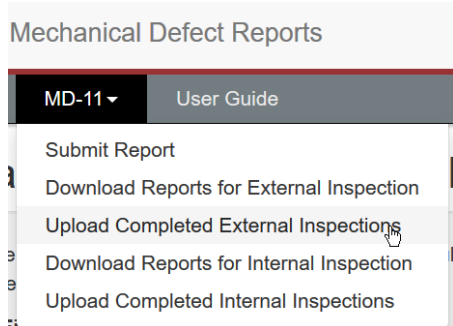 Mechanical Defect Reports
MD-11
User Guide
Submit Report
Download Reports for External Inspection
Upload Completed External Inspections
Download Reports for Internal Inspection
Upload Completed Internal Inspections